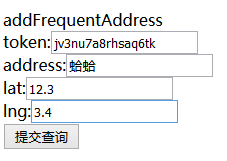 addFrequentAddress
token:jv3nu7a8rhsaq6tk
address:蛤蛤
lat:12.3
lng:3.4
提交查询